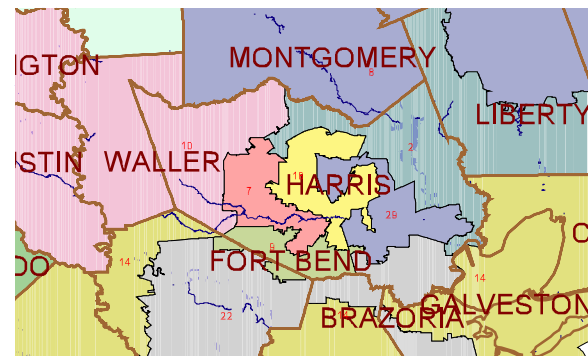 MONTGOMERY
NGTON
8
LIBERTY
10
2
STIN
WALLER
18
HARRIS
7
29
C
9
DO
14
FORT BEND
14
22
BRAZORIA
GALVESTON